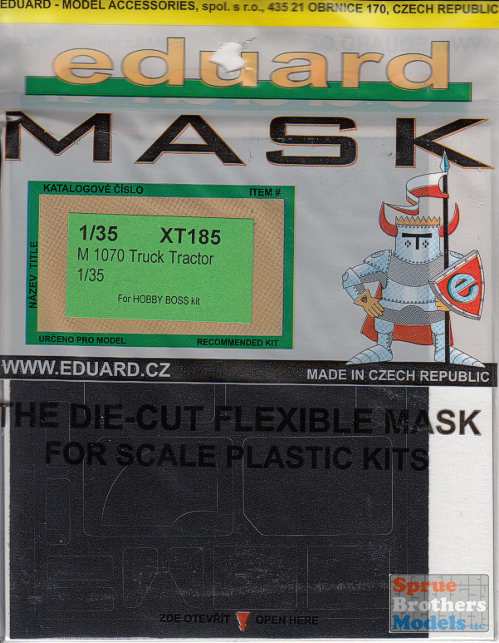 EDUARD - MODEL ACCESSORIES, spol. s r.o., 435 21 OBRNICE 170, CZECH REPUBLIC
eduard
MASK
KATALOGOVÉ ČÍSLO ITEM #
NÁZEV TITLE
1/35 XT185
M 1070 Truck Tractor
1/35
For HOBBY BOSS kit
URČENO PRO MODEL RECOMMENDED KIT
e
WWW.EDUARD.CZ MADE IN CZECH REPUBLIC
THE DIE-CUT FLEXIBLE MASK
FOR SCALE PLASTIC KITS
ZDE OTEVŘÍT OPEN HERE
Sprue
Brothers
Models LLC